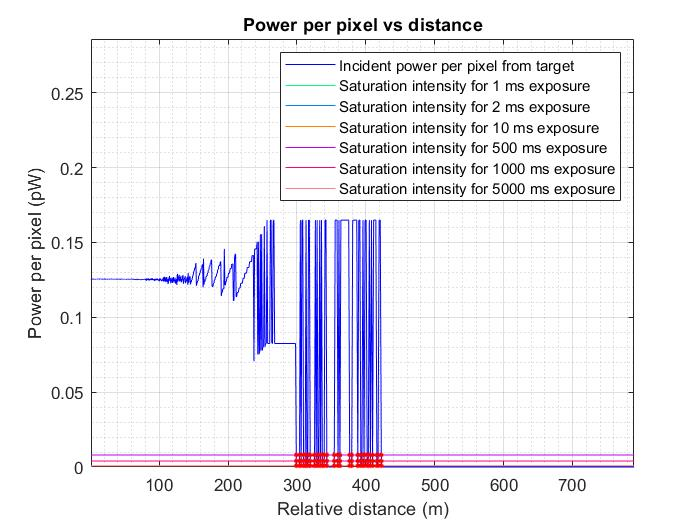 Power per pixel vs distance
Incident power per pixel from target
Saturation intensity for 1 ms exposure
Saturation intensity for 2 ms exposure
Saturation intensity for 10 ms exposure
Saturation intensity for 500 ms exposure
Saturation intensity for 1000 ms exposure
Saturation intensity for 5000 ms exposure
Power per pixel (pW)
0.25
0.2
0.15
0.1
0.05
0
100 200 300 400 500 600 700
Relative distance (m)